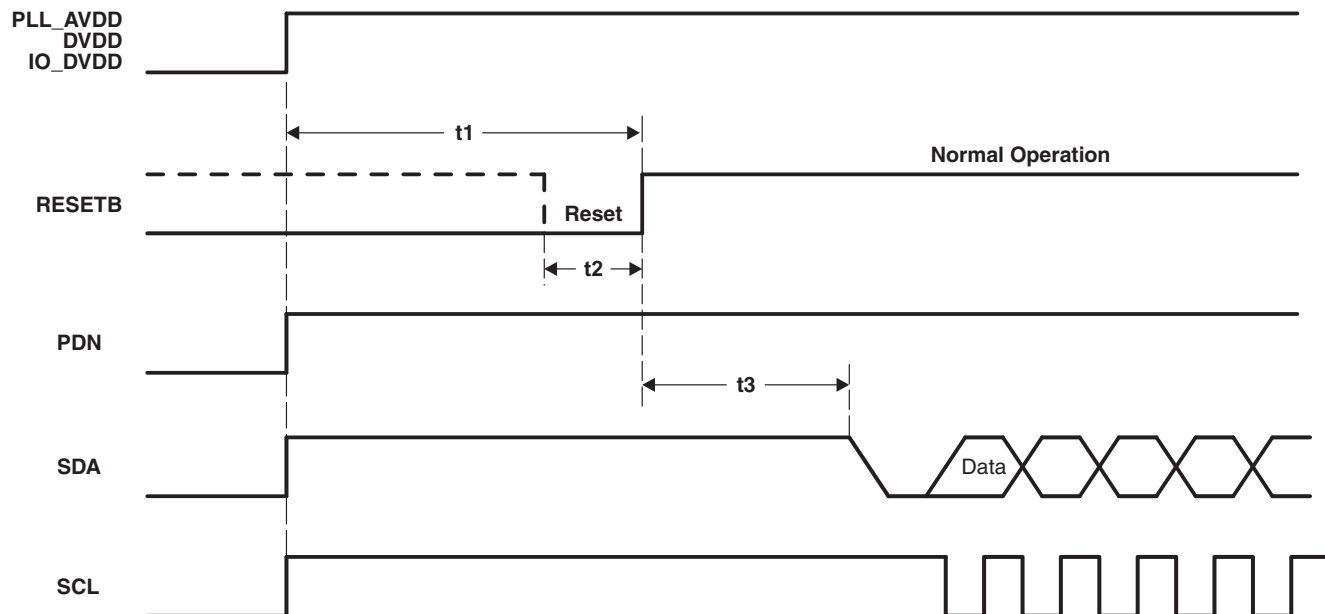 PLL_AVDD
DVDD
IO_DVDD
t1
Normal Operation
RESETB
Reset
t2
PDN
t3
SDA
Data
SCL